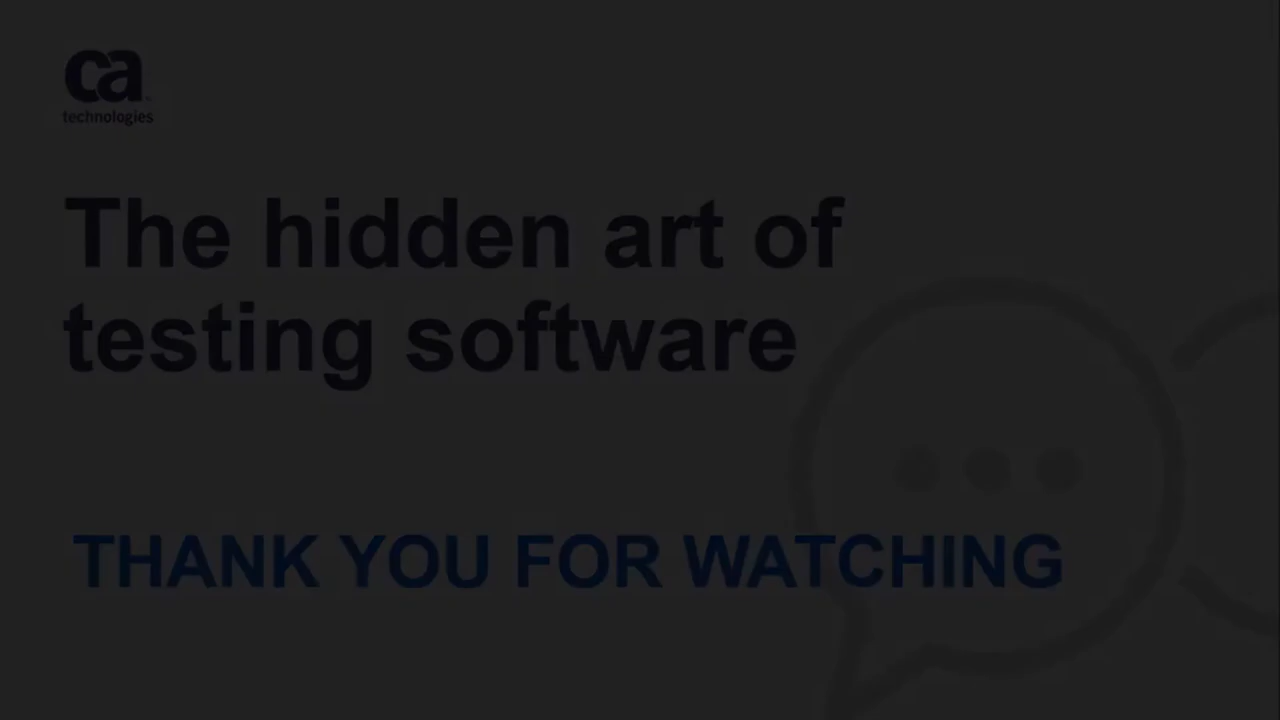 ca
technologies
The hidden art of
testing software
THANK YOU FOR WATCHING